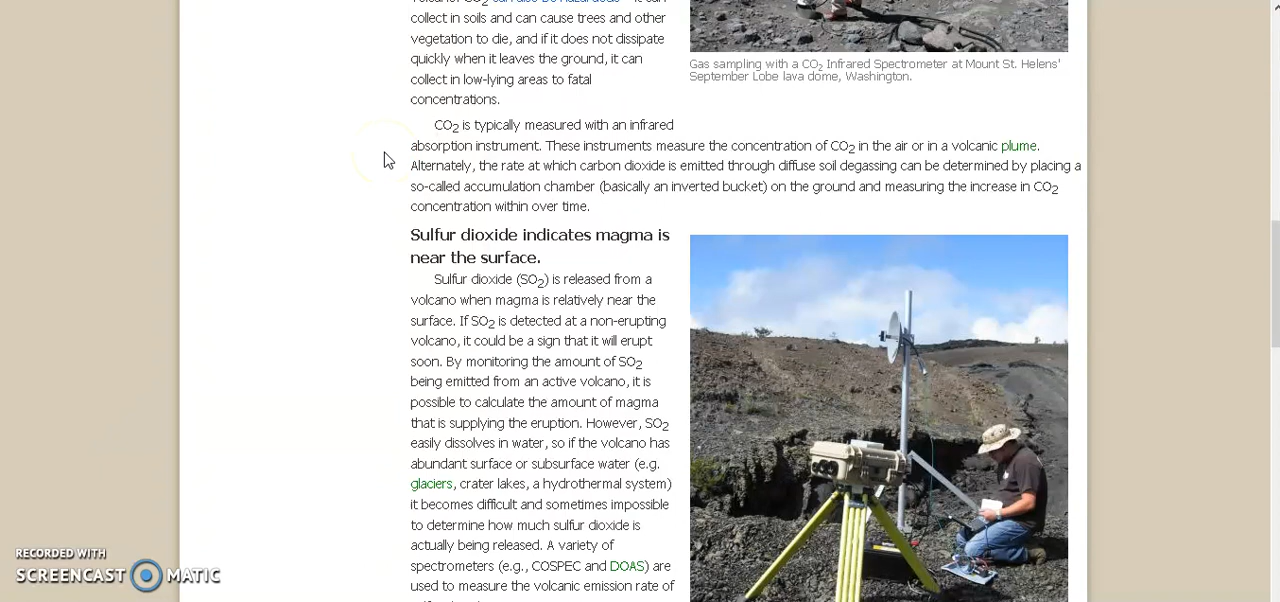 volcano. CO2 can also be hazardous - it can
collect in soils and can cause trees and other
vegetation to die, and if it does not dissipate
quickly when it leaves the ground, it can
collect in low-lying areas to fatal
concentrations.
Gas sampling with a CO2 Infrared Spectrometer at Mount St. Helens'
September Lobe lava dome, Washington.
CO2 is typically measured with an infrared
absorption instrument. These instruments measure the concentration of CO2 in the air or in a volcanic plume.
Alternately, the rate at which carbon dioxide is emitted through diffuse soil degassing can be determined by placing a
so-called accumulation chamber (basically an inverted bucket) on the ground and measuring the increase in CO2
concentration within over time.
Sulfur dioxide indicates magma is
near the surface.
Sulfur dioxide (SO2) is released from a
volcano when magma is relatively near the
surface. If SO2 is detected at a non-erupting
volcano, it could be a sign that it will erupt
soon. By monitoring the amount of SO2
being emitted from an active volcano, it is
possible to calculate the amount of magma
that is supplying the eruption. However, SO2
easily dissolves in water, so if the volcano has
abundant surface or subsurface water (e.g.
glaciers, crater lakes, a hydrothermal system)
it becomes difficult and sometimes impossible
to determine how much sulfur dioxide is
actually being released. A variety of
spectrometers (e.g., COSPEC and DOAS) are
used to measure the volcanic emission rate of
RECORDED WITH
SCREENCAST MATIC